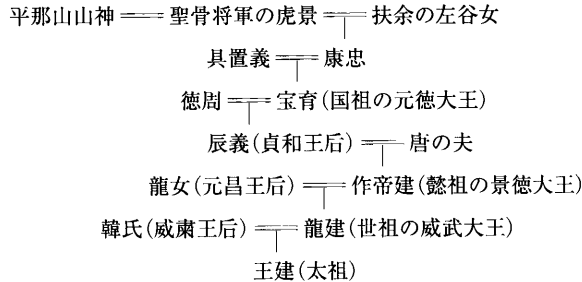 平那山山神 聖骨将軍の虎景 扶余の左谷女
具置義 康忠
徳周 宝育(国祖の元徳大王)
辰義(貞和王后) 唐の夫
龍女(元昌王后) 作帝建(懿祖の景徳大王)
韓氏(威粛王后) 龍建(世祖の威武大王)
王建(太祖)